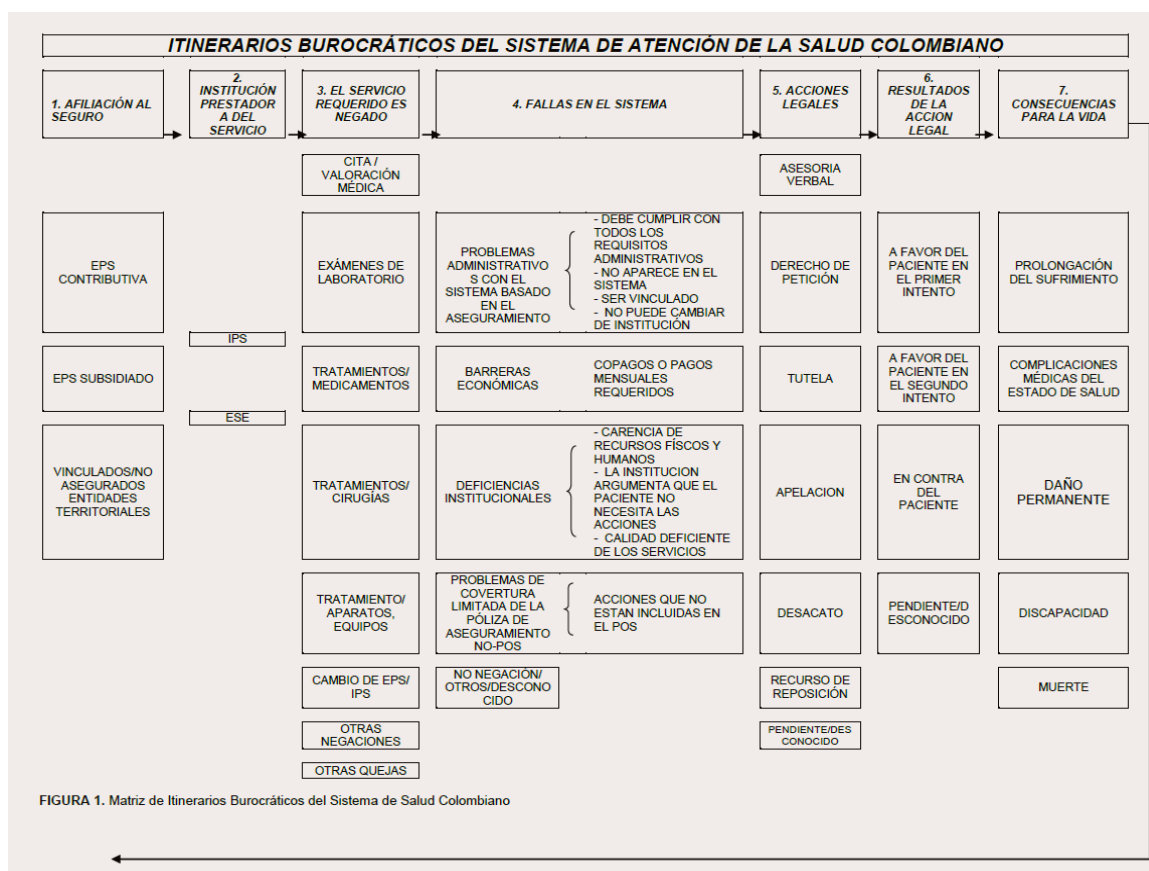 ITINERARIOS BUROCRÁTICOS DEL SISTEMA DE ATENCIÓN DE LA SALUD COLOMBIANO
1. AFILIACIÓN AL
SEGURO
2.
INSTITUCIÓN
PRESTADOR
A DEL
SERVICIO
3. EL SERVICIO
REQUERIDO ES
NEGADO
4. FALLAS EN EL SISTEMA
5. ACCIONES
LEGALES
6.
RESULTADOS
DE LA
ACCION
LEGAL
7.
CONSECUENCIAS
PARA LA VIDA
EPS
CONTRIBUTIVA
EPS SUBSIDIADO
VINCULADOS/NO
ASEGURADOS
ENTIDADES
TERRITORIALES
IPS
ESE
CITA /
VALORACIÓN
MÉDICA
EXÁMENES DE
LABORATORIO
TRATAMIENTOS/
MEDICAMENTOS
TRATAMIENTOS/
CIRUGÍAS
TRATAMIENTO/
APARATOS,
EQUIPOS
CAMBIO DE EPS/
IPS
OTRAS
NEGACIONES
OTRAS QUEJAS
PROBLEMAS
ADMINISTRATIVO
S CON EL
SISTEMA BASADO
EN EL
ASEGURAMIENTO
- DEBE CUMPLIR CON
TODOS LOS
REQUISITOS
ADMINISTRATIVOS
- NO APARECE EN EL
SISTEMA
- SER VINCULADO
- NO PUEDE CAMBIAR
DE INSTITUCIÓN
BARRERAS
ECONÓMICAS
COPAGOS O PAGOS
MENSUALES
REQUERIDOS
DEFICIENCIAS
INSTITUCIONALES
- CARENCIA DE
RECURSOS FÍSCOS Y
HUMANOS
- LA INSTITUCION
ARGUMENTA QUE EL
PACIENTE NO
NECESITA LAS
ACCIONES
- CALIDAD DEFICIENTE
DE LOS SERVICIOS
PROBLEMAS DE
COVERTURA
LIMITADA DE LA
PÓLIZA DE
ASEGURAMIENTO
NO-POS
ACCIONES QUE NO
ESTAN INCLUIDAS EN
EL POS
NO NEGACIÓN/
OTROS/DESCONO
CIDO
ASESORIA
VERBAL
DERECHO DE
PETICIÓN
TUTELA
APELACION
DESACATO
RECURSO DE
REPOSICIÓN
PENDIENTE/DES
CONOCIDO
A FAVOR DEL
PACIENTE EN
EL PRIMER
INTENTO
A FAVOR DEL
PACIENTE EN
EL SEGUNDO
INTENTO
EN CONTRA
DEL
PACIENTE
PENDIENTE/D
ESCONOCIDO
PROLONGACIÓN
DEL SUFRIMIENTO
COMPLICACIONES
MÉDICAS DEL
ESTADO DE SALUD
DAÑO
PERMANENTE
DISCAPACIDAD
MUERTE
FIGURA 1. Matriz de Itinerarios Burocráticos del Sistema de Salud Colombiano